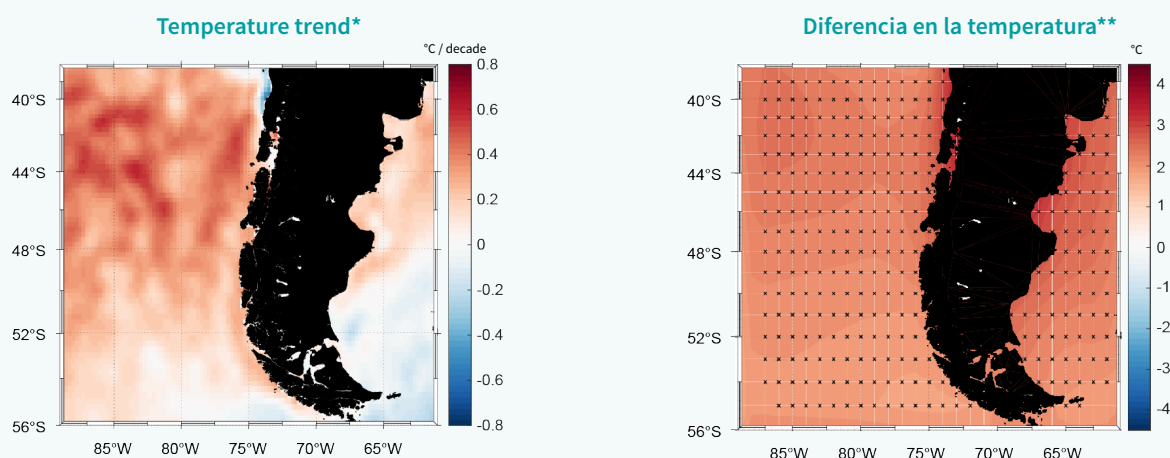 Temperature trend*
°C / decade
0.8
0.6
0.4
0.2
0
-0.2
-0.4
-0.6
-0.8
40°S
44°S
48°S
52°S
56°S
85°W
80°W
75°W
70°W
65°W
Diferencia en la temperatura**
°C
4
3
2
1
0
-1
-2
-3
-4
40°S
44°S
48°S
52°S
56°S
85°W
80°W
75°W
70°W
65°W